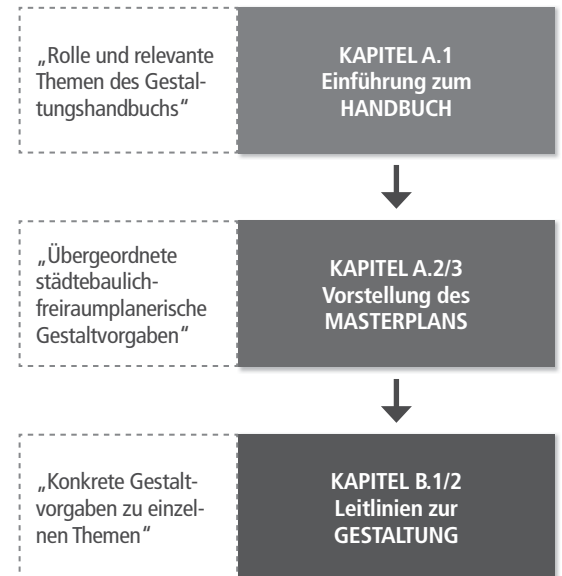 „Rolle und relevante
Themen des Gestal-
tungshandbuchs“
KAPITEL A.1
Einführung zum
HANDBUCH
„Übergeordnete
städtebaulich-
freiraumplanerische
Gestaltvorgaben“
KAPITEL A.2/3
Vorstellung des
MASTERPLANS
„Konkrete Gestalt-
vorgaben zu einzel-
nen Themen“
KAPITEL B.1/2
Leitlinien zur
GESTALTUNG